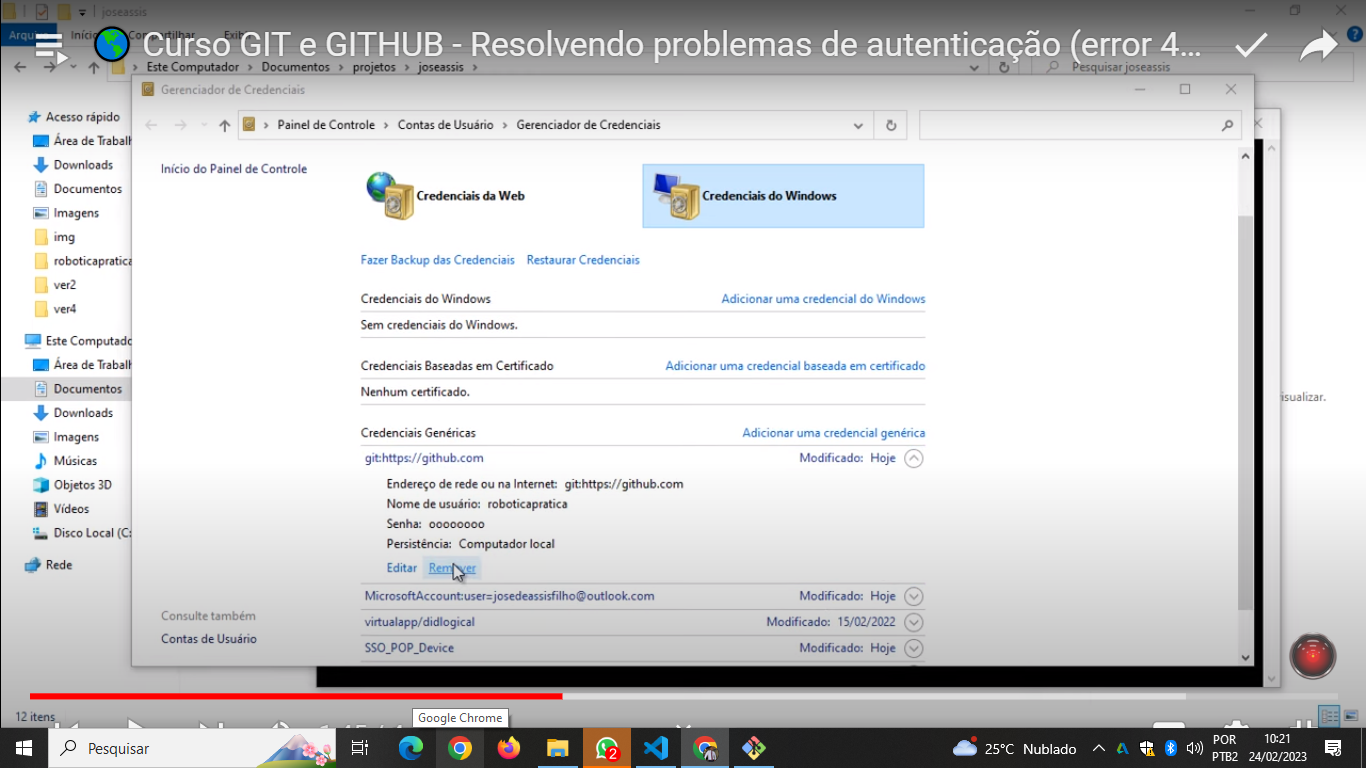 joseassis
Curso GIT e GITHUB - Resolvendo problemas de autenticação (error 4...
Este Computador > Documentos > projetos > joseassis >
Pesquisar joseassis
Gerenciador de Credenciais
Painel de Controle > Contas de Usuário > Gerenciador de Credenciais
Acesso rápido
Área de Trabalh
Downloads
Documentos
Imagens
img
roboticapratica
ver2
ver4
Este Computado
Área de Trabalh
Documentos
Downloads
Imagens
Músicas
Objetos 3D
Vídeos
Disco Local (C:
Rede
12 itens
Início do Painel de Controle
Credenciais da Web
Credenciais do Windows
Fazer Backup das Credenciais Restaurar Credenciais
Credenciais do Windows Adicionar uma credencial do Windows
Sem credenciais do Windows.
Credenciais Baseadas em Certificado Adicionar uma credencial baseada em certificado
Nenhum certificado.
Credenciais Genéricas Adicionar uma credencial genérica
git:https://github.com Modificado: Hoje
Endereço de rede ou na Internet: git:https://github.com
Nome de usuário: roboticapratica
Senha: oooooooo
Persistência: Computador local
Editar Remover
MicrosoftAccount:user=josedeassisfilho@outlook.com Modificado: Hoje
virtualapp/didlogical Modificado: 15/02/2022
SSO_POP_Device Modificado: Hoje
Consulte também
Contas de Usuário
isualizar.
Google Chrome
Pesquisar
2
25°C Nublado
POR
PTB2
10:21
24/02/2023